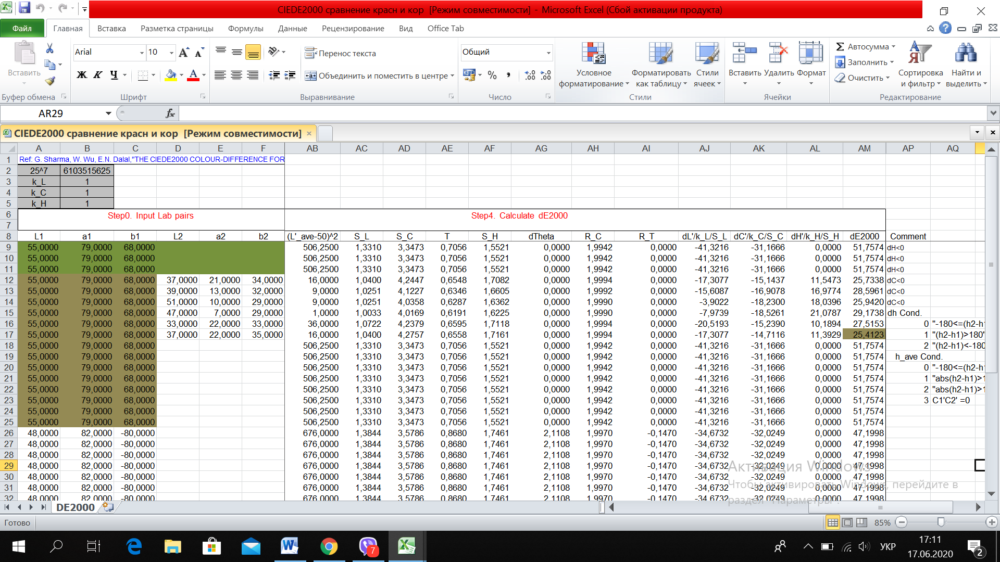 CIEDE2000 сравнение красн и кор [Режим совместимости] - Microsoft Excel (Сбой активации продукта)
Файл Главная Вставка Разметка страницы Формулы Данные Рецензирование Вид Office Tab
Arial 10 Перенос текста Общий Автосумма
Заполнить
Вставить Ж К Ч Объединить и поместить в центре % Условное форматирование Форматировать как таблицу Стили ячеек Вставить Удалить Формат Очистить Сортировка и фильтр Найти и выделить
Буфер обмена Шрифт Выравнивание Число Стили Ячейки Редактирование
AR29 fx
CIEDE2000 сравнение красн и кор [Режим совместимости]
A B C D E F AB AC AD AE AF AG AH AI AJ AK AL AM AP AQ
1 Ref: G. Sharma, W. Wu, E.N. Dalal,"THE CIEDE2000 COLOUR-DIFFERENCE FOR
2 25^7 6103515625
3 k_L 1
4 k_C 1
5 k_H 1
6 Step0. Input Lab pairs Step4. Calculate dE2000
7
8 L1 a1 b1 L2 a2 b2 (L'_ave-50)^2 S_L S_C T S_H dTheta R_C R_T dL'/k_L/S_L dC'/k_C/S_C dH'/k_H/S_H dE2000 Comment
9 55,0000 79,0000 68,0000 506,2500 1,3310 3,3473 0,7056 1,5521 0,0000 1,9942 0,0000 -41,3216 -31,1666 0,0000 51,7574 dH<0
10 55,0000 79,0000 68,0000 506,2500 1,3310 3,3473 0,7056 1,5521 0,0000 1,9942 0,0000 -41,3216 -31,1666 0,0000 51,7574 dH<0
11 55,0000 79,0000 68,0000 506,2500 1,3310 3,3473 0,7056 1,5521 0,0000 1,9942 0,0000 -41,3216 -31,1666 0,0000 51,7574 dH<0
12 55,0000 79,0000 68,0000 37,0000 21,0000 34,0000 16,0000 1,0400 4,2447 0,6548 1,7082 0,0000 1,9994 0,0000 -17,3077 -15,1437 11,5473 25,7338 dC<0
13 55,0000 79,0000 68,0000 39,0000 13,0000 32,0000 9,0000 1,0251 4,1227 0,6346 1,6605 0,0000 1,9992 0,0000 -15,6087 -16,9078 16,9774 28,5961 dC<0
14 55,0000 79,0000 68,0000 51,0000 10,0000 29,0000 9,0000 1,0251 4,0358 0,6287 1,6362 0,0000 1,9990 0,0000 -3,9022 -18,2300 18,0396 25,9420 dC<0
15 55,0000 79,0000 68,0000 47,0000 7,0000 29,0000 1,0000 1,0033 4,0169 0,6191 1,6225 0,0000 1,9990 0,0000 -7,9739 -18,5261 21,0787 29,1738 dh Cond.
16 55,0000 79,0000 68,0000 33,0000 22,0000 33,0000 36,0000 1,0722 4,2379 0,6595 1,7118 0,0000 1,9994 0,0000 -20,5193 -15,2390 10,1894 27,5153 0 "-180<=(h2-h
17 55,0000 79,0000 68,0000 37,0000 22,0000 35,0000 16,0000 1,0400 4,2757 0,6558 1,7161 0,0000 1,9994 0,0000 -17,3077 -14,7116 11,3929 25,4123 1 "(h2-h1)>180"
18 55,0000 79,0000 68,0000 506,2500 1,3310 3,3473 0,7056 1,5521 0,0000 1,9942 0,0000 -41,3216 -31,1666 0,0000 51,7574 2 "(h2-h1)<-180
19 55,0000 79,0000 68,0000 506,2500 1,3310 3,3473 0,7056 1,5521 0,0000 1,9942 0,0000 -41,3216 -31,1666 0,0000 51,7574 h_ave Cond.
20 55,0000 79,0000 68,0000 506,2500 1,3310 3,3473 0,7056 1,5521 0,0000 1,9942 0,0000 -41,3216 -31,1666 0,0000 51,7574 0 "-180<=(h2-h
21 55,0000 79,0000 68,0000 506,2500 1,3310 3,3473 0,7056 1,5521 0,0000 1,9942 0,0000 -41,3216 -31,1666 0,0000 51,7574 1 "abs(h2-h1)>1
22 55,0000 79,0000 68,0000 506,2500 1,3310 3,3473 0,7056 1,5521 0,0000 1,9942 0,0000 -41,3216 -31,1666 0,0000 51,7574 2 "abs(h2-h1)>1
23 55,0000 79,0000 68,0000 506,2500 1,3310 3,3473 0,7056 1,5521 0,0000 1,9942 0,0000 -41,3216 -31,1666 0,0000 51,7574 3 C1'C2' =0
24 55,0000 79,0000 68,0000 506,2500 1,3310 3,3473 0,7056 1,5521 0,0000 1,9942 0,0000 -41,3216 -31,1666 0,0000 51,7574
25 55,0000 79,0000 68,0000 506,2500 1,3310 3,3473 0,7056 1,5521 0,0000 1,9942 0,0000 -41,3216 -31,1666 0,0000 51,7574
26 48,0000 82,0000 -80,0000 676,0000 1,3844 3,5786 0,8680 1,7461 2,1108 1,9970 -0,1470 -34,6732 -32,0249 0,0000 47,1998
27 48,0000 82,0000 -80,0000 676,0000 1,3844 3,5786 0,8680 1,7461 2,1108 1,9970 -0,1470 -34,6732 -32,0249 0,0000 47,1998
28 48,0000 82,0000 -80,0000 676,0000 1,3844 3,5786 0,8680 1,7461 2,1108 1,9970 -0,1470 -34,6732 -32,0249 0,0000 47,1998
29 48,0000 82,0000 -80,0000 676,0000 1,3844 3,5786 0,8680 1,7461 2,1108 1,9970 -0,1470 -34,6732 -32,0249 0,0000 47,1998
30 48,0000 82,0000 -80,0000 676,0000 1,3844 3,5786 0,8680 1,7461 2,1108 1,9970 -0,1470 -34,6732 -32,0249 0,0000 47,1998
31 48,0000 82,0000 -80,0000 676,0000 1,3844 3,5786 0,8680 1,7461 2,1108 1,9970 -0,1470 -34,6732 -32,0249 0,0000 47,1998
32 48,0000 82,0000 -80,0000 676,0000 1,3844 3,5786 0,8680 1,7461 2,1108 1,9970 -0,1470 -34,6732 -32,0249 0,0000 47,1998
Активация Windows
Чтобы активировать Windows, перейдите в раздел "Параметры".
DE2000
Готово 85%
7 УКР 17:11
17.06.2020 2